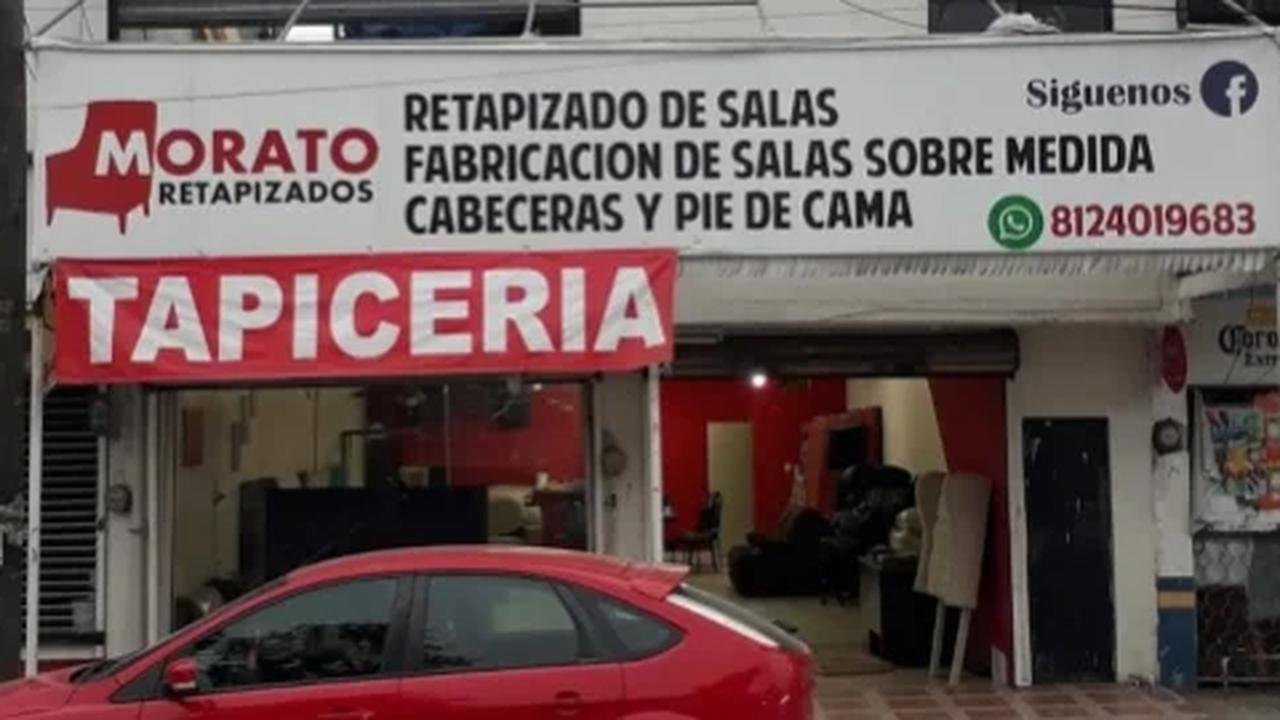 MORATO
RETAPIZADOS
RETAPIZADO DE SALAS
FABRICACION DE SALAS SOBRE MEDIDA
CABECERAS Y PIE DE CAMA
Siguenos
8124019683
TAPICERIA